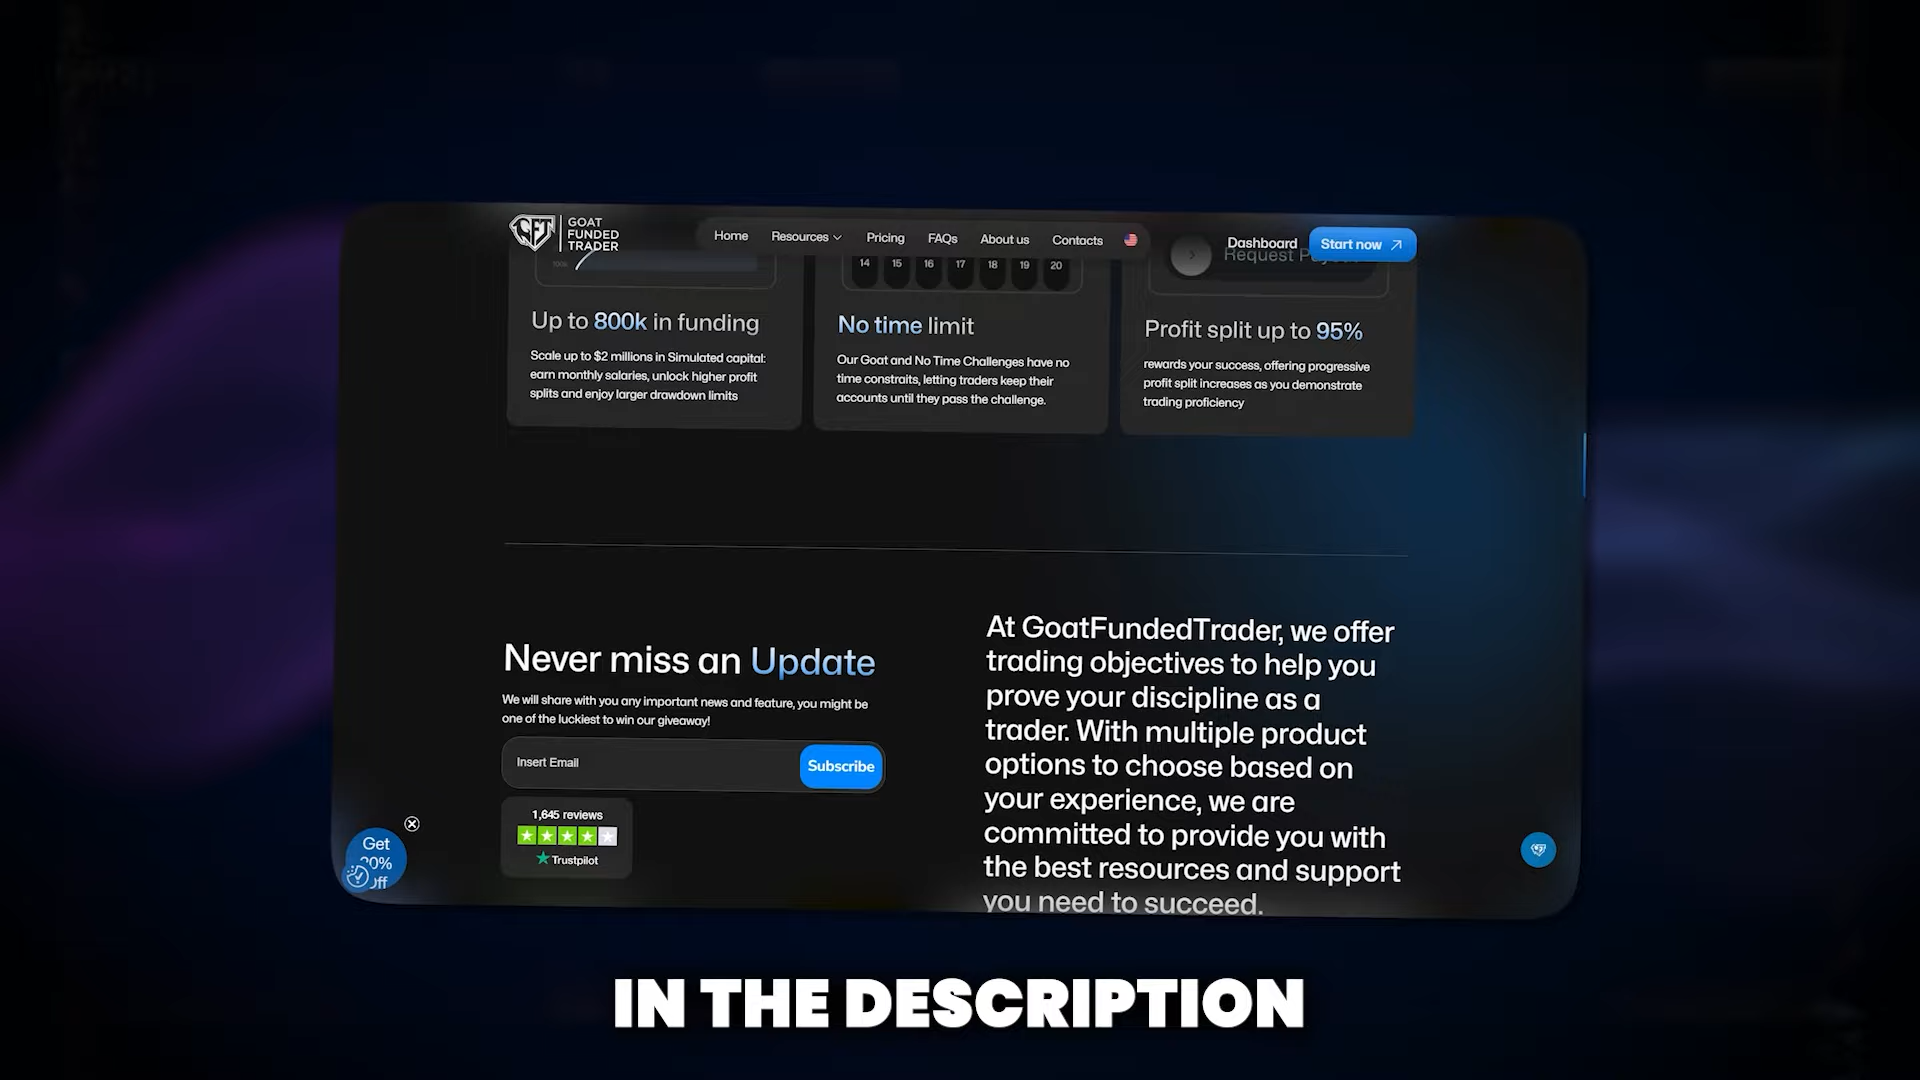 GOAT
FUNDED
TRADER
Home
Resources
Pricing
FAQs
About us
Contacts
Dashboard
Start now
100k
14 15 16 17 18 19 20
Request
Up to 800k in funding
Scale up to $2 millions in Simulated capital:
earn monthly salaries, unlock higher profit
splits and enjoy larger drawdown limits
No time limit
Our Goat and No Time Challenges have no
time constraits, letting traders keep their
accounts until they pass the challenge.
Profit split up to 95%
rewards your success, offering progressive
profit split increases as you demonstrate
trading proficiency
Never miss an Update
We will share with you any important news and feature, you might be
one of the luckiest to win our giveaway!
Insert Email
Subscribe
1,645 reviews
Trustpilot
At GoatFundedTrader, we offer
trading objectives to help you
prove your discipline as a
trader. With multiple product
options to choose based on
your experience, we are
committed to provide you with
the best resources and support
you need to succeed.
Get
IN THE DESCRIPTION